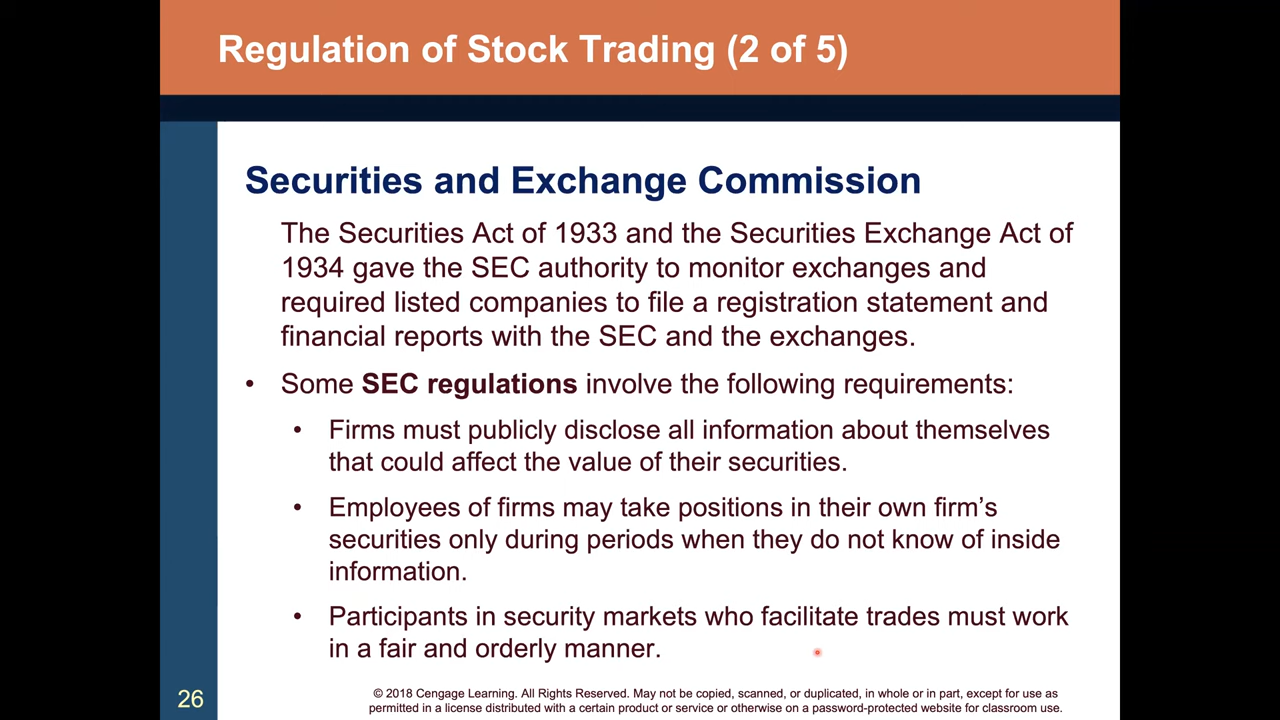 Regulation of Stock Trading (2 of 5)
Securities and Exchange Commission
The Securities Act of 1933 and the Securities Exchange Act of
1934 gave the SEC authority to monitor exchanges and
required listed companies to file a registration statement and
financial reports with the SEC and the exchanges.
• Some SEC regulations involve the following requirements:
• Firms must publicly disclose all information about themselves
that could affect the value of their securities.
• Employees of firms may take positions in their own firm’s
securities only during periods when they do not know of inside
information.
• Participants in security markets who facilitate trades must work
in a fair and orderly manner.
26
© 2018 Cengage Learning. All Rights Reserved. May not be copied, scanned, or duplicated, in whole or in part, except for use as
permitted in a license distributed with a certain product or service or otherwise on a password-protected website for classroom use.